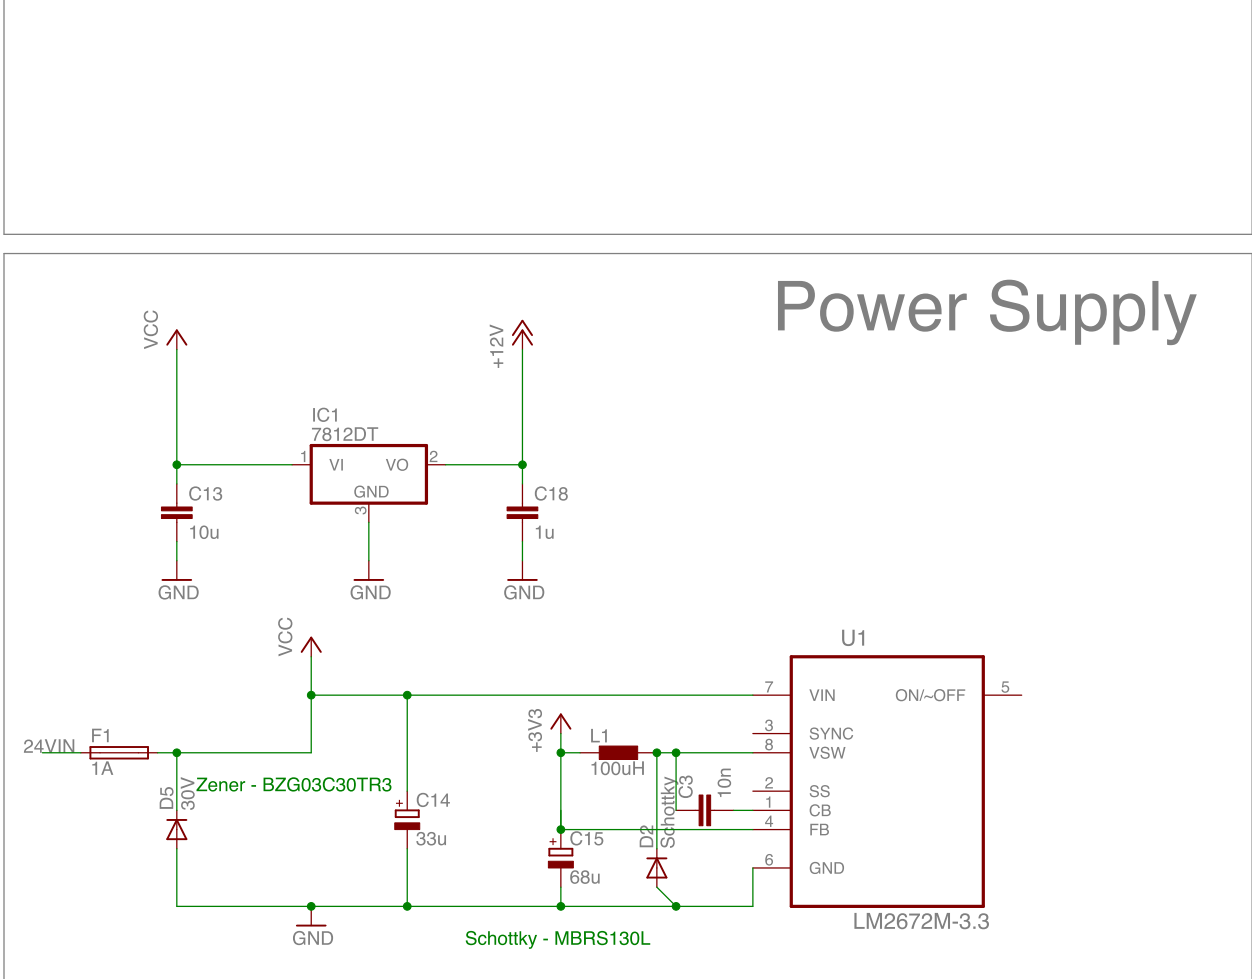 Power Supply
VCC
+12V
IC1
7812DT
1
VI
VO
2
GND
3
C13
10u
C18
1u
GND
GND
GND
VCC
U1
7
VIN
ON/~OFF
5
24VIN
F1
1A
+3V3
L1
100uH
3
SYNC
8
VSW
D5
30V
Zener - BZG03C30TR3
C14
33u
+
D2
Schottky
C3
10n
2
SS
1
CB
4
FB
+
C15
68u
6
GND
GND
Schottky - MBRS130L
LM2672M-3.3